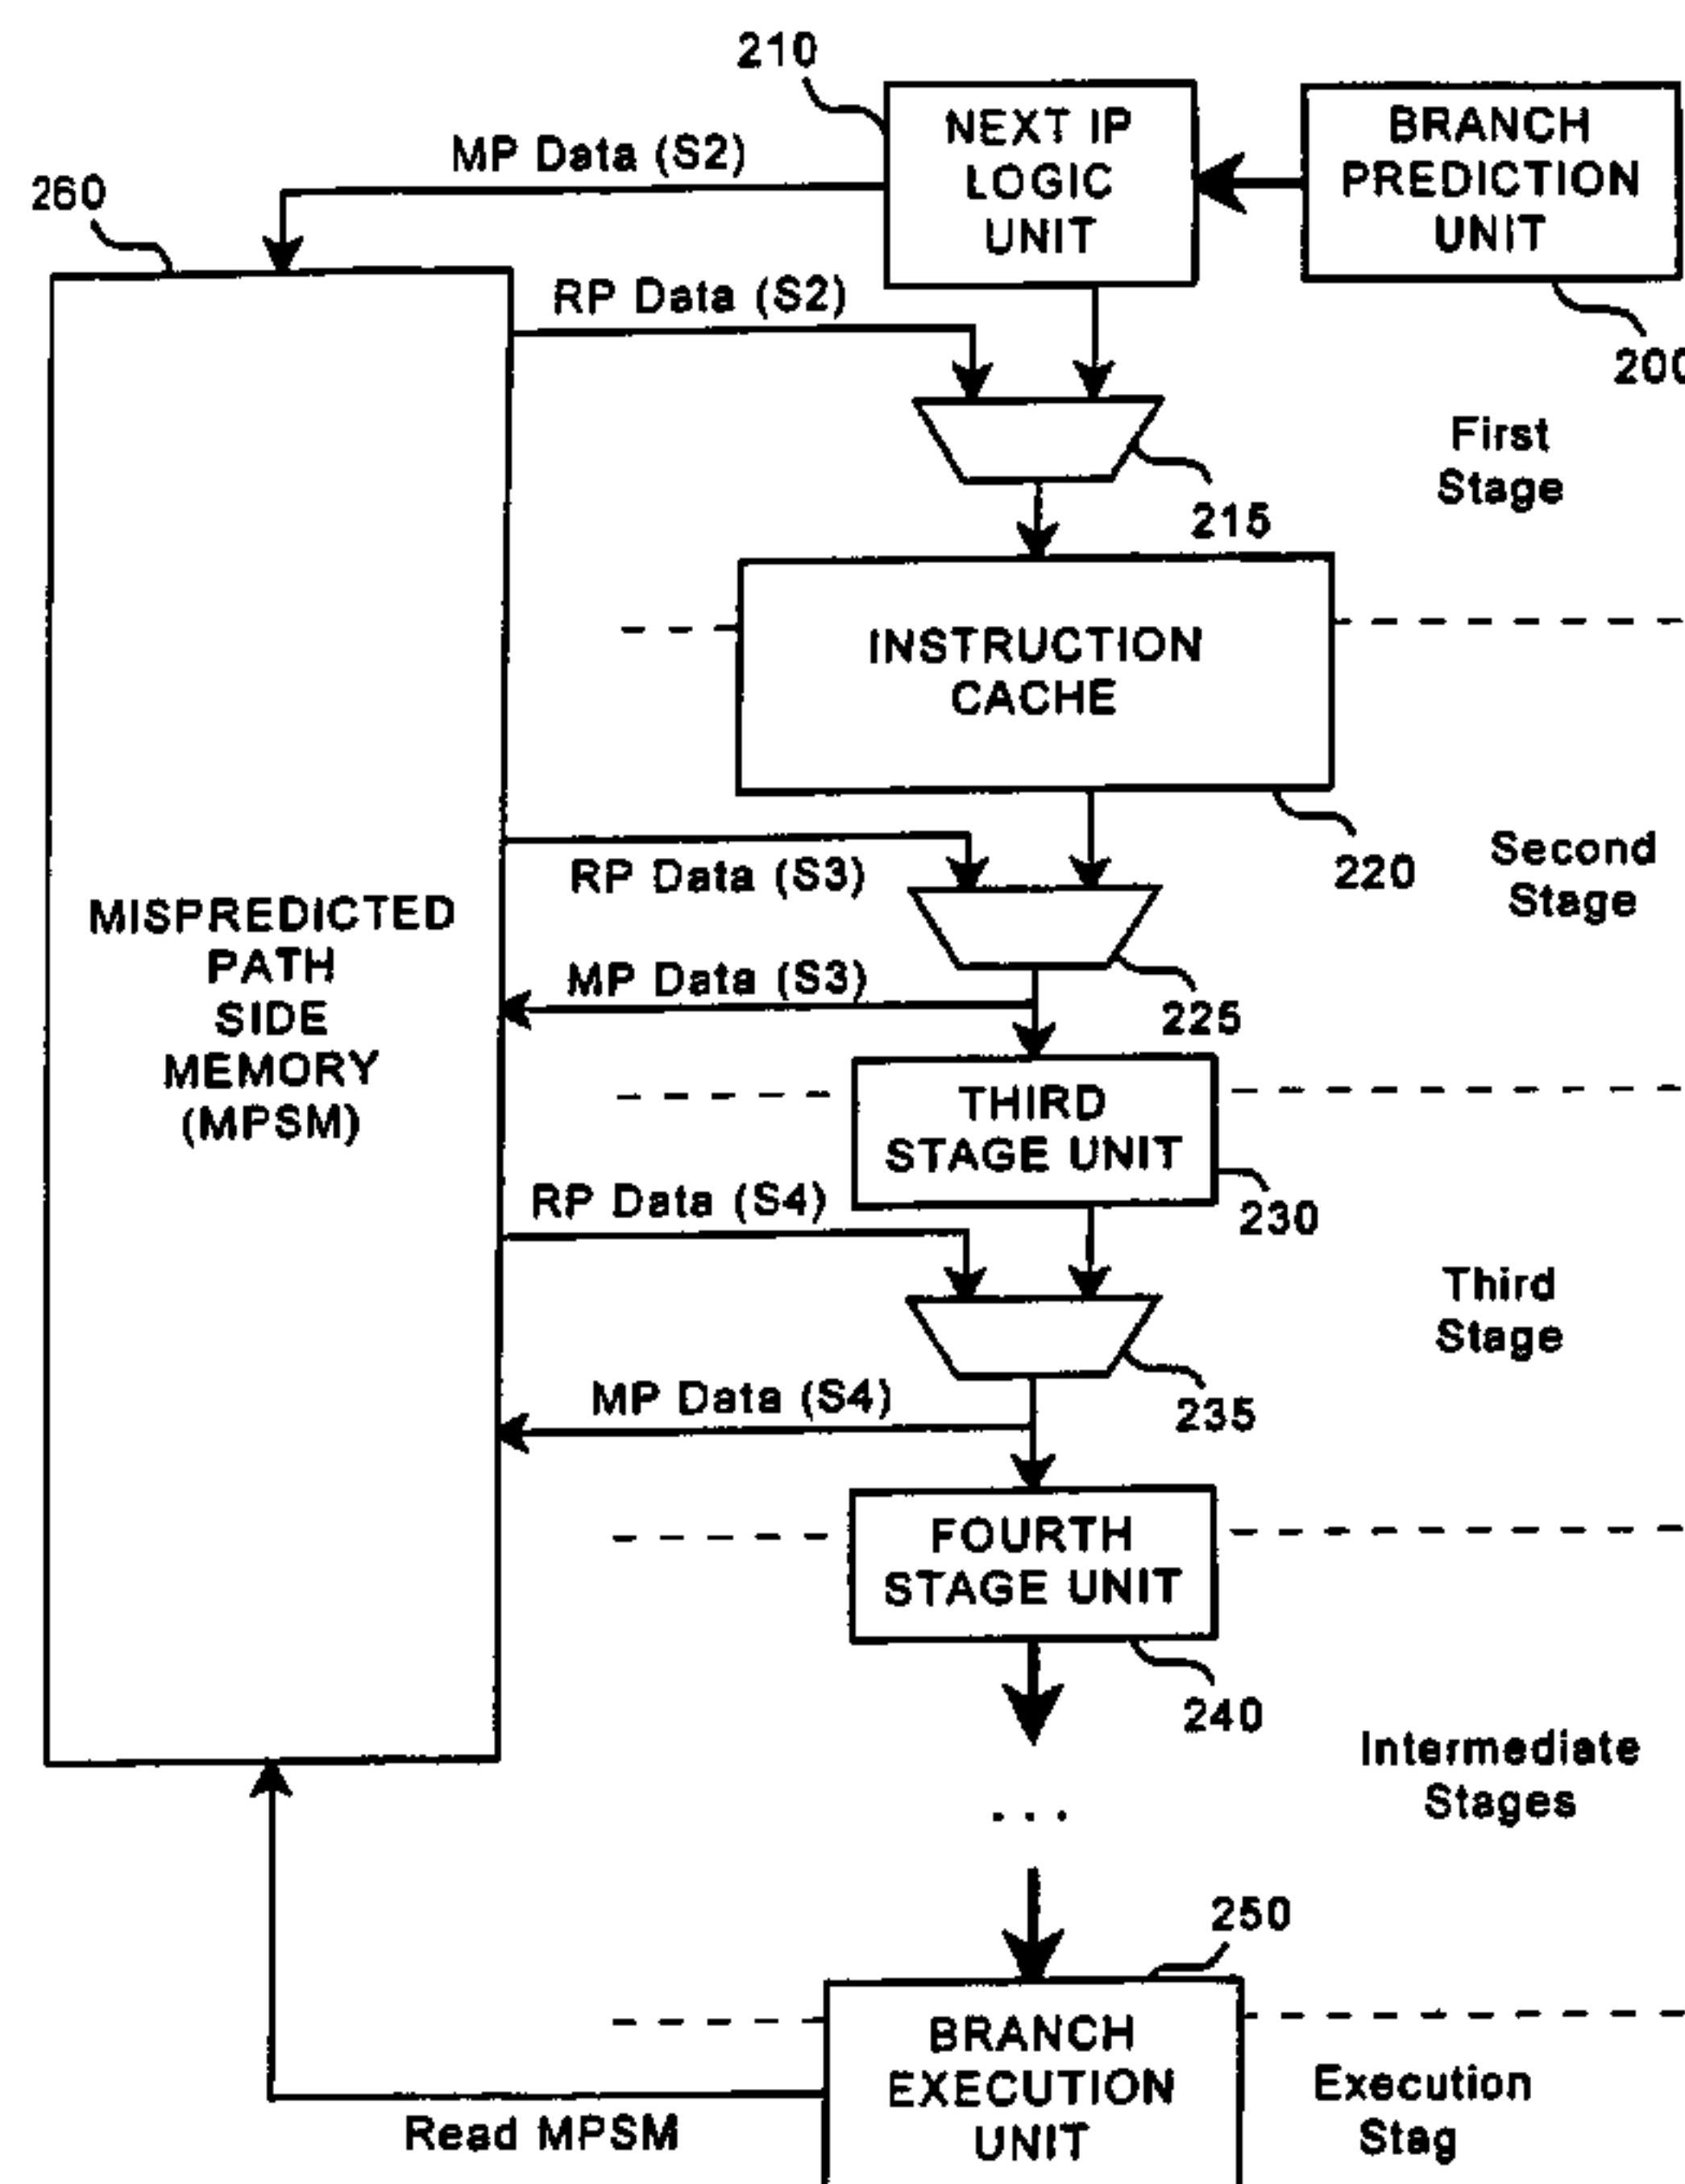 210
NEXT IP
LOGIC
UNIT
BRANCH
PREDICTION
UNIT
MP Data (S2)
260
RP Data (S2)
200
First
Stage
215
INSTRUCTION
CACHE
RP Data (S3)
220
Second
Stage
MISPREDICTED
PATH
SIDE
MEMORY
(MPSM)
MP Data (S3)
225
THIRD
STAGE UNIT
RP Data (S4)
230
Third
Stage
MP Data (S4)
235
FOURTH
STAGE UNIT
240
Intermediate
Stages
...
250
BRANCH
EXECUTION
UNIT
Execution
Stag
Read MPSM